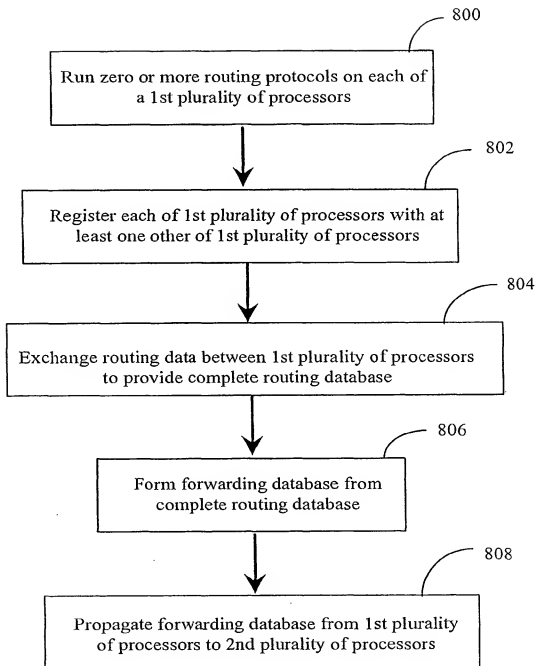 800
Run zero or more routing protocols on each of
a 1st plurality of processors
802
Register each of 1st plurality of processors with at
least one other of 1st plurality of processors
804
Exchange routing data between 1st plurality of processors
to provide complete routing database
806
Form forwarding database from
complete routing database
808
Propagate forwarding database from 1st plurality
of processors to 2nd plurality of processors